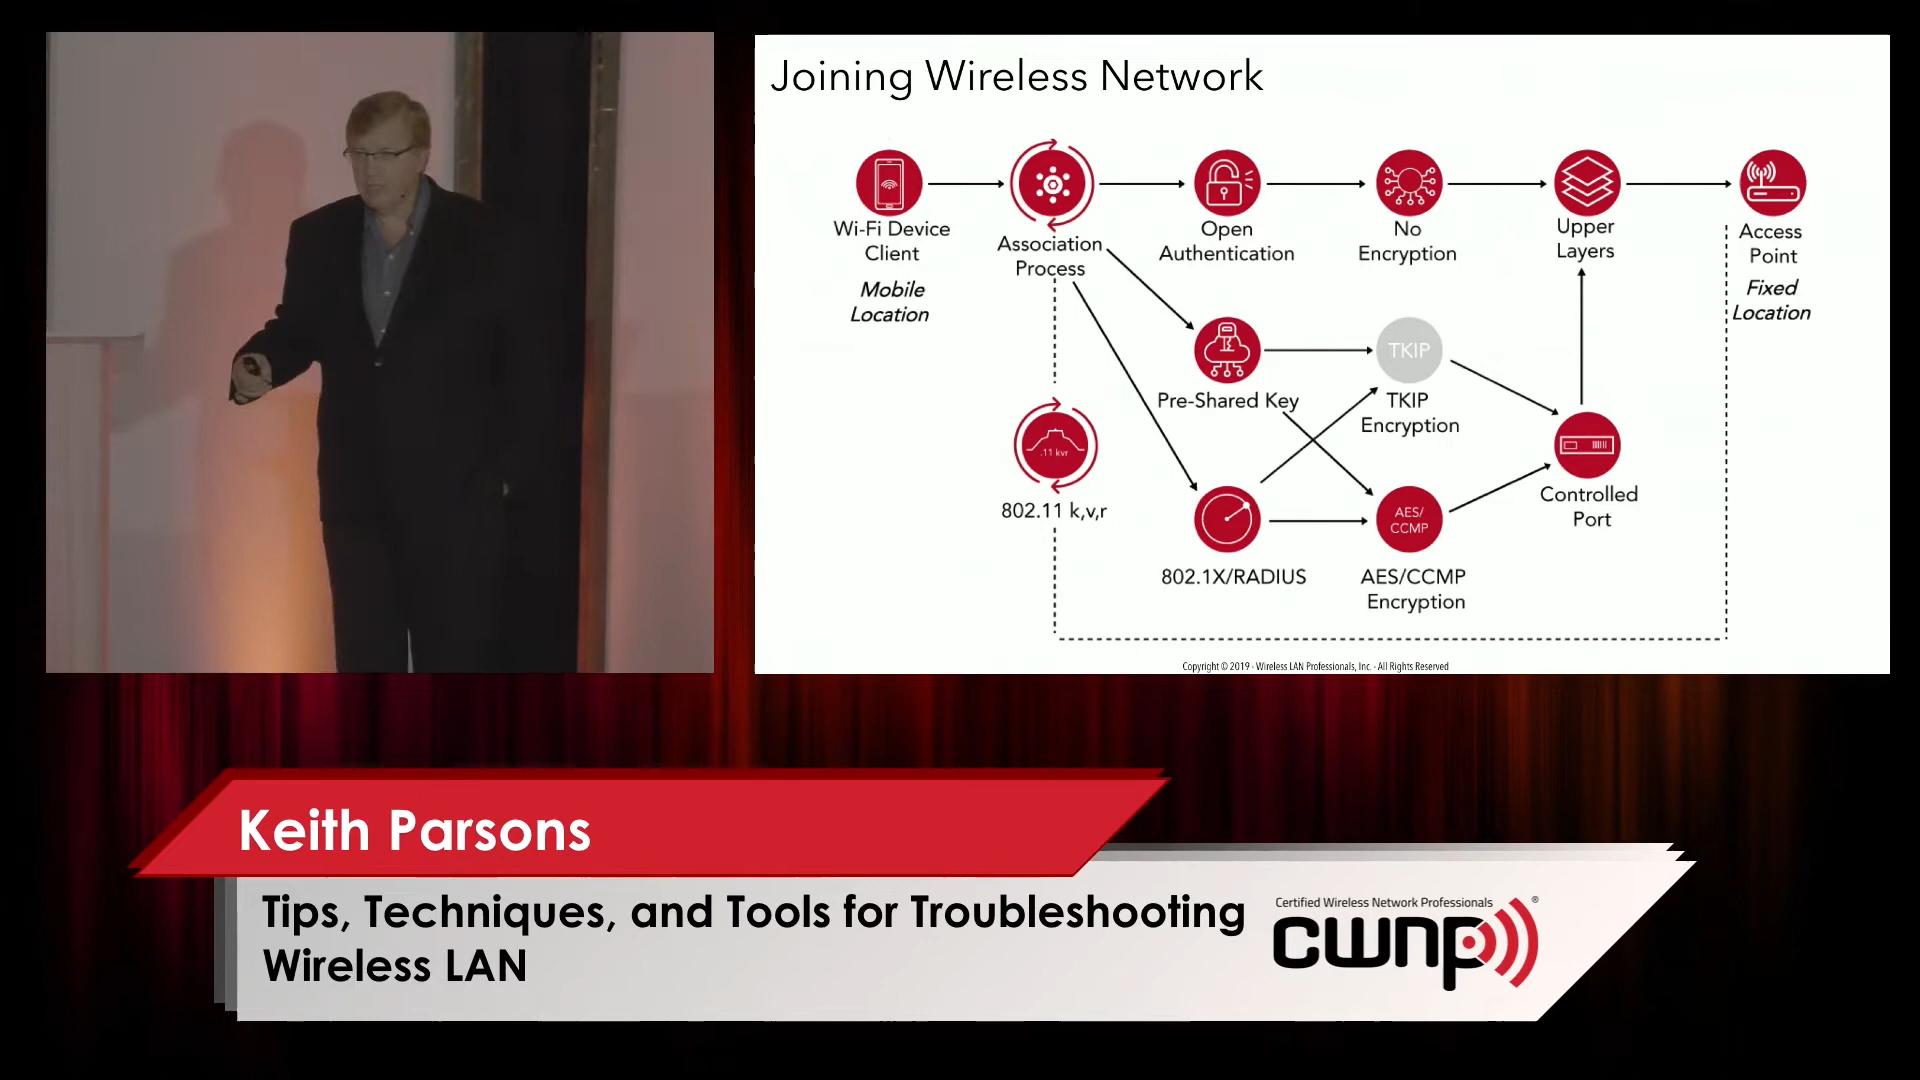 Joining Wireless Network
Wi-Fi Device
Client
Mobile
Location
Association
Process
Open
Authentication
No
Encryption
Upper
Layers
Access
Point
Fixed
Location
Pre-Shared Key
TKIP
TKIP
Encryption
.11 kvr
802.11 k,v,r
802.1X/RADIUS
AES/
CCMP
AES/CCMP
Encryption
Controlled
Port
Copyright © 2019 - Wireless LAN Professionals, Inc. - All Rights Reserved
Keith Parsons
Tips, Techniques, and Tools for Troubleshooting
Wireless LAN
Certified Wireless Network Professionals
cwnp
®